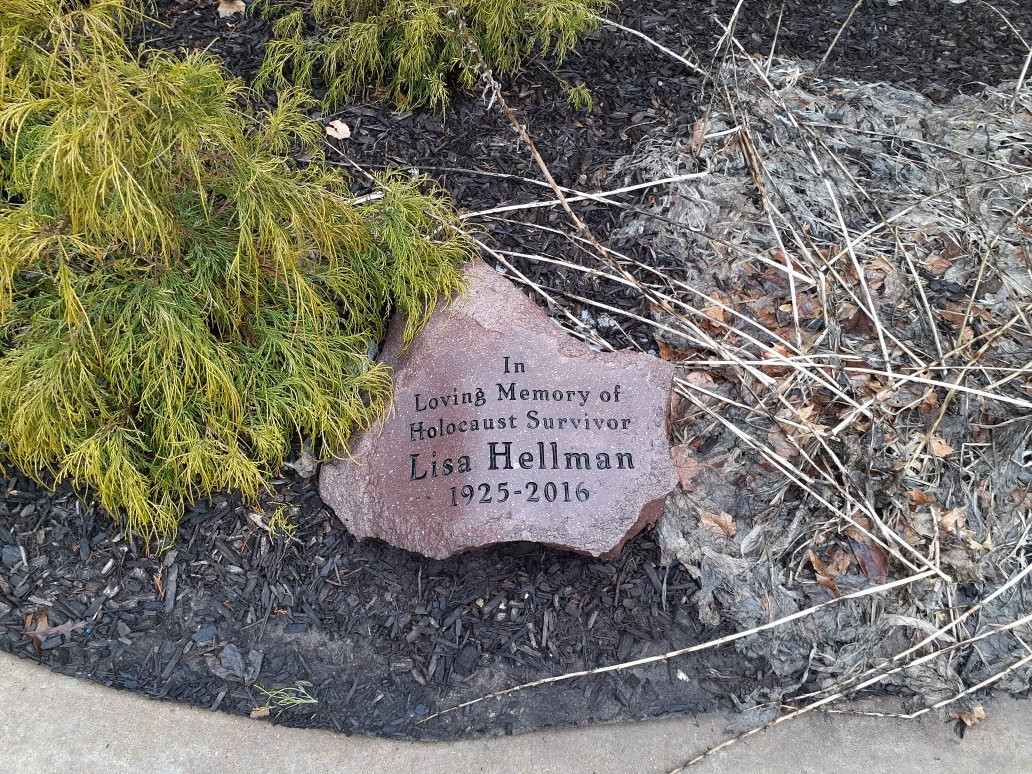 In
Loving Memory of
Holocaust Survivor
Lisa Hellman
1925-2016